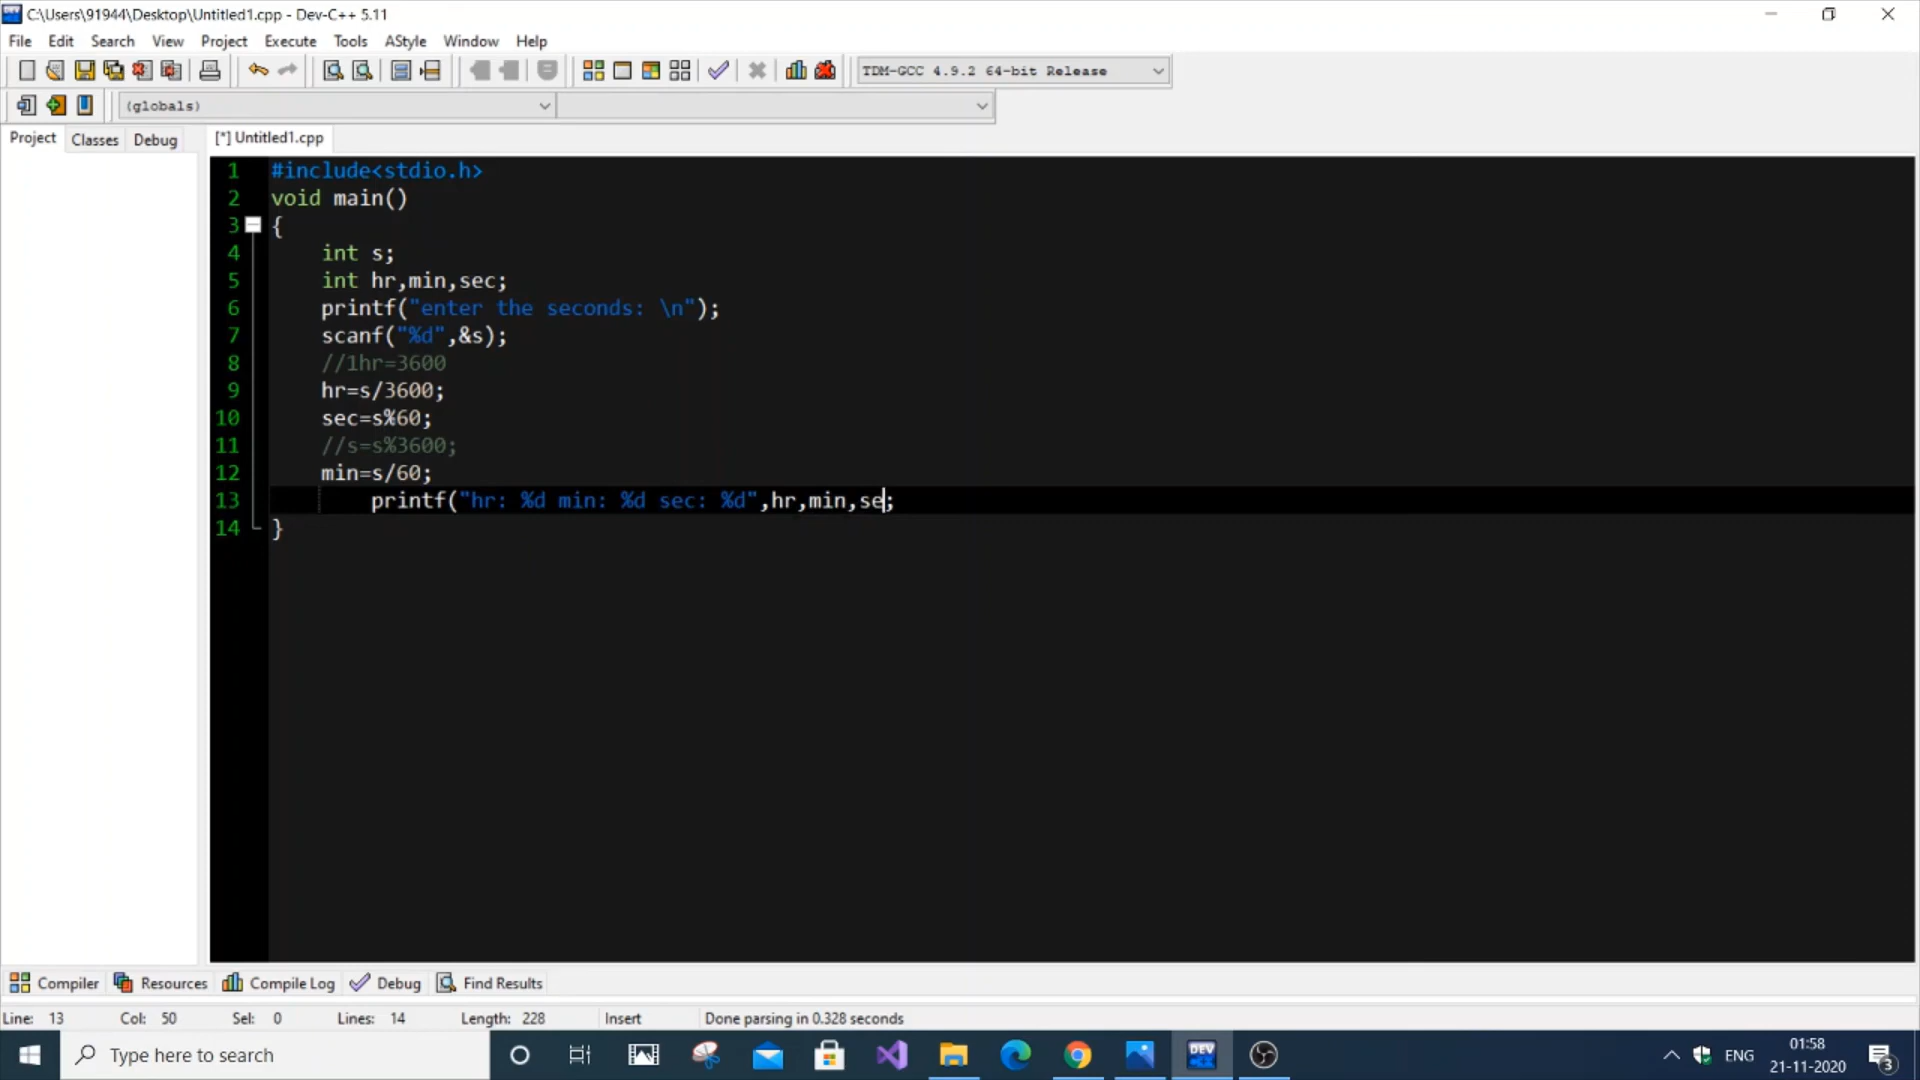 C:\Users\91944\Desktop\Untitled1.cpp - Dev-C++ 5.11
File Edit Search View Project Execute Tools AStyle Window Help
TDM-GCC 4.9.2 64-bit Release
(globals)
Project Classes Debug [*] Untitled1.cpp
1 #include<stdio.h>
2 void main()
3 {
4 int s;
5 int hr,min,sec;
6 printf("enter the seconds: \n");
7 scanf("%d",&s);
8 //1hr=3600
9 hr=s/3600;
10 sec=s%60;
11 //s=s%3600;
12 min=s/60;
13 printf("hr: %d min: %d sec: %d",hr,min,se;
14 }
Compiler Resources Compile Log Debug Find Results
Line: 13 Col: 50 Sel: 0 Lines: 14 Length: 228 Insert Done parsing in 0.328 seconds
Type here to search
DEV
ENG
01:58
21-11-2020
3